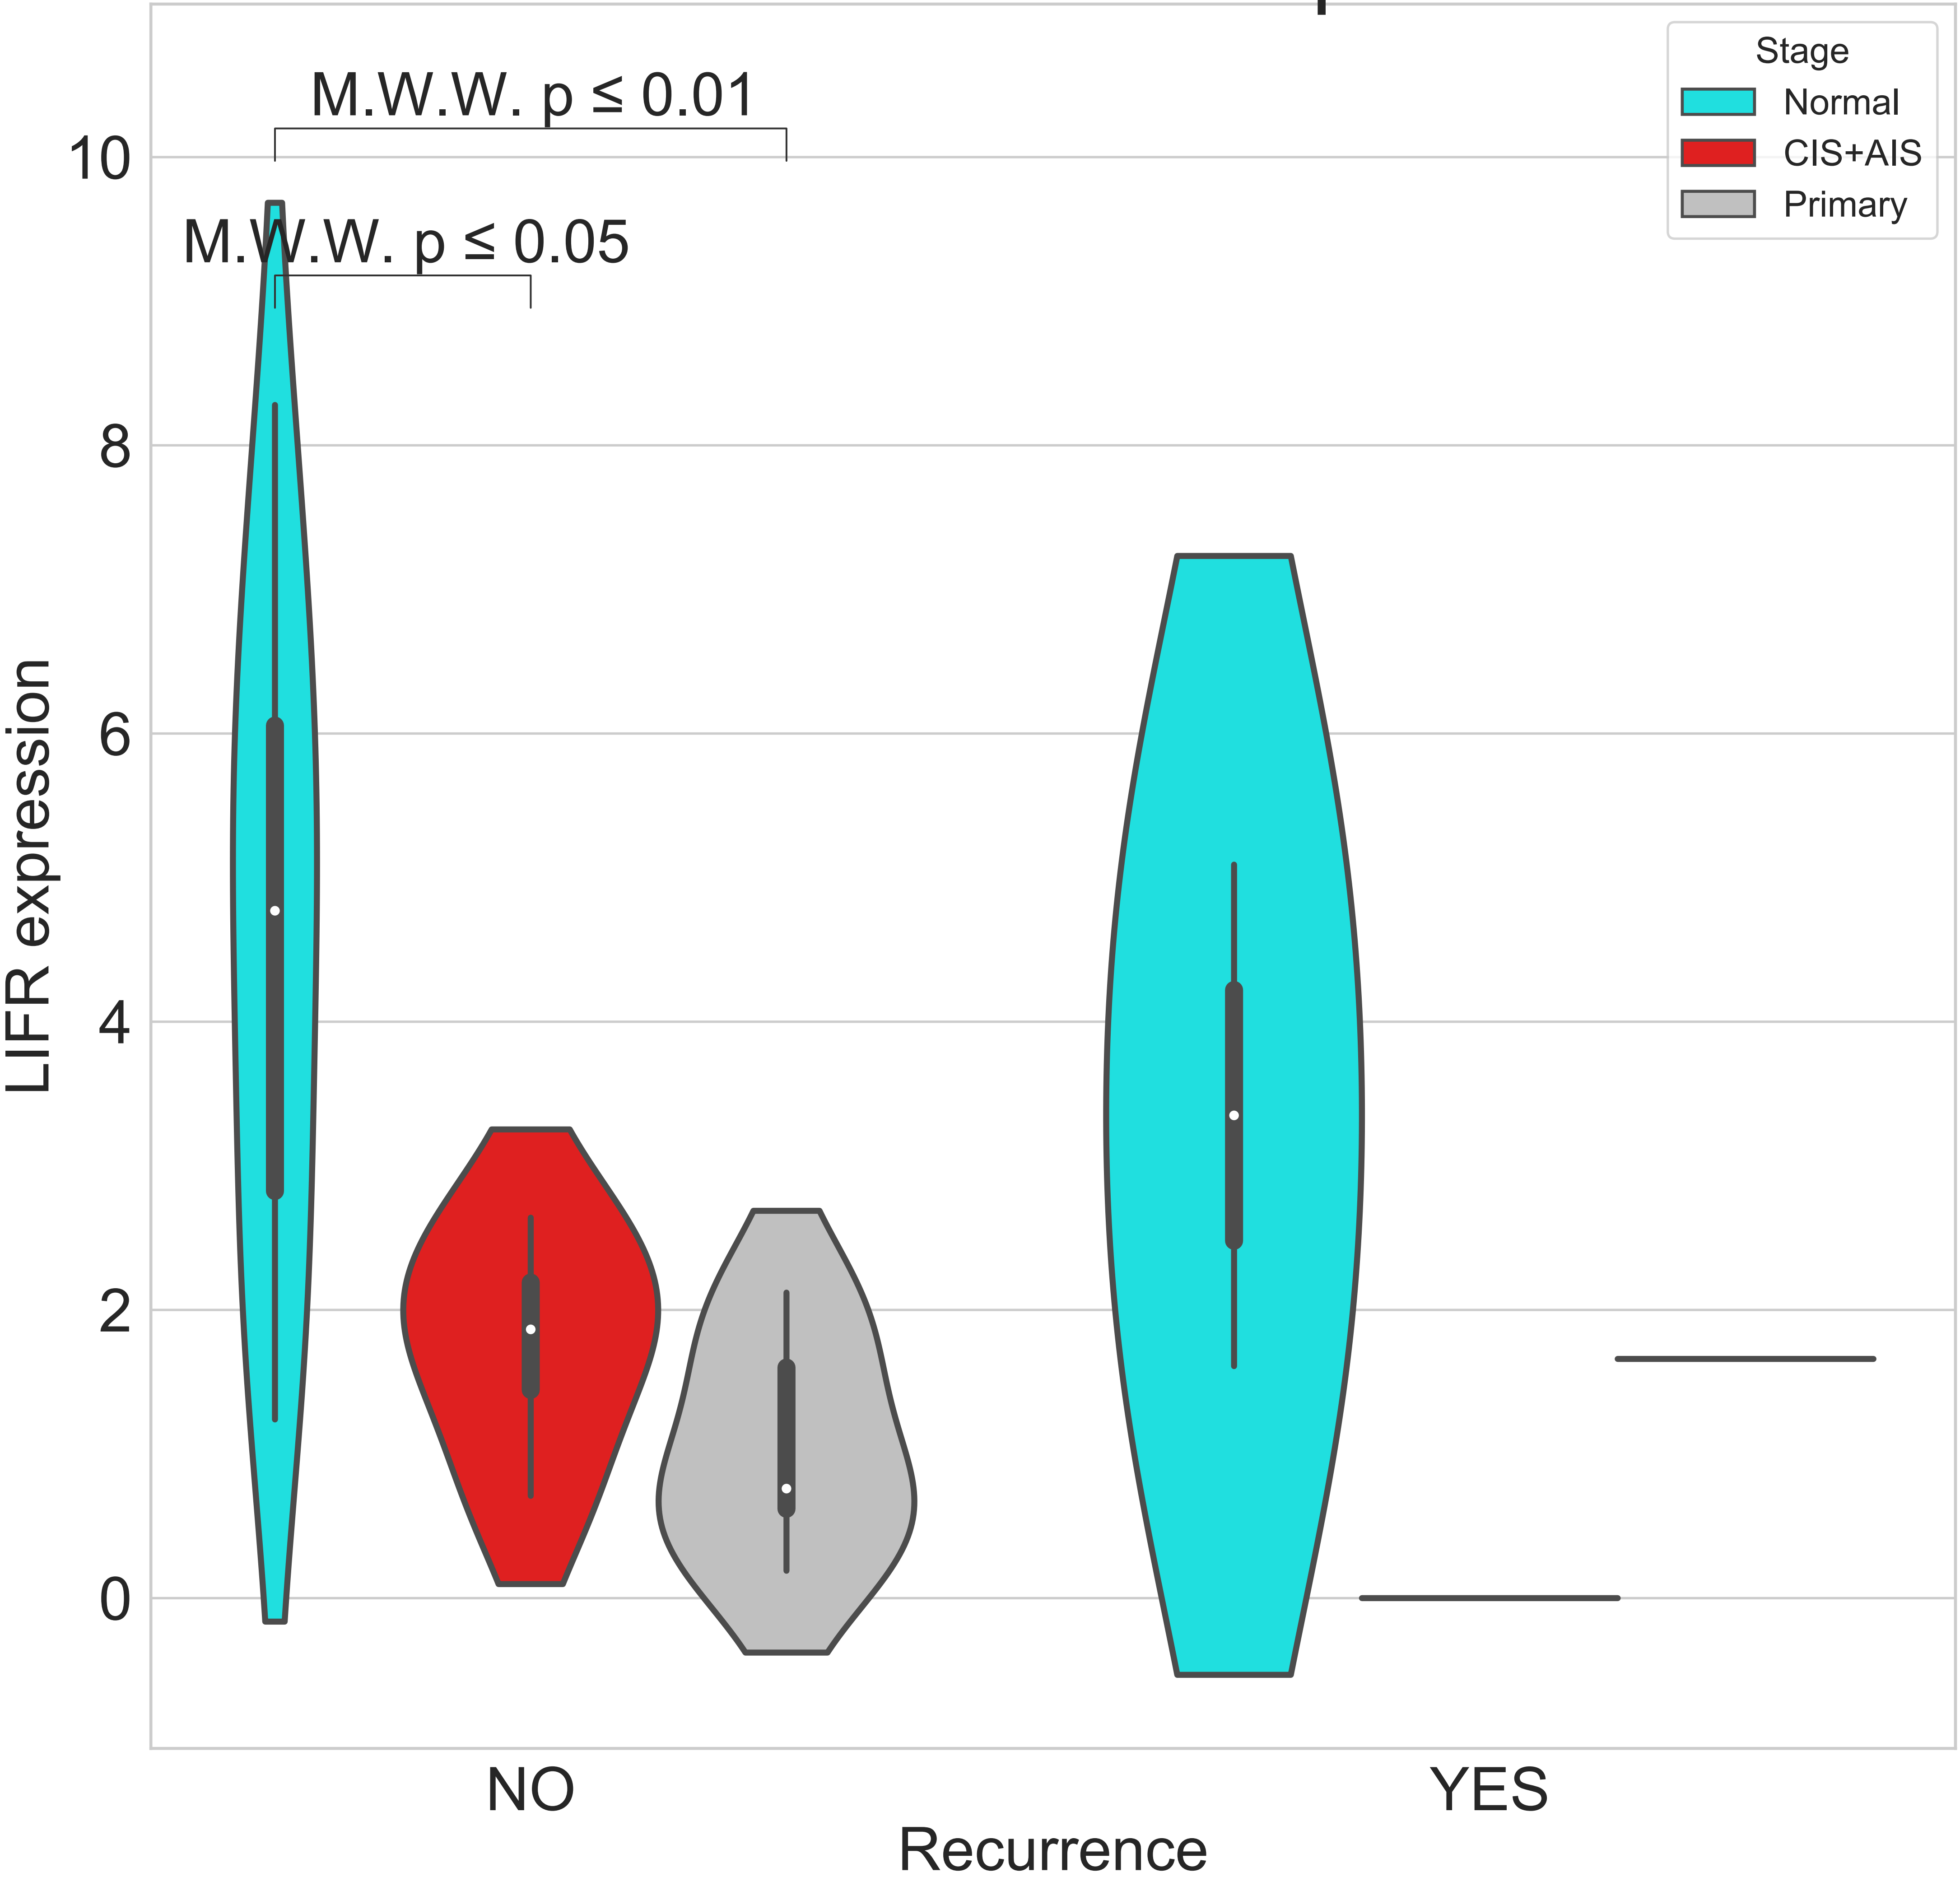 M.W.W. p ≤ 0.01
M.W.W. p ≤ 0.05
Stage
Normal
CIS+AIS
Primary
10
8
6
4
2
0
LIFR expression
NO
YES
Recurrence